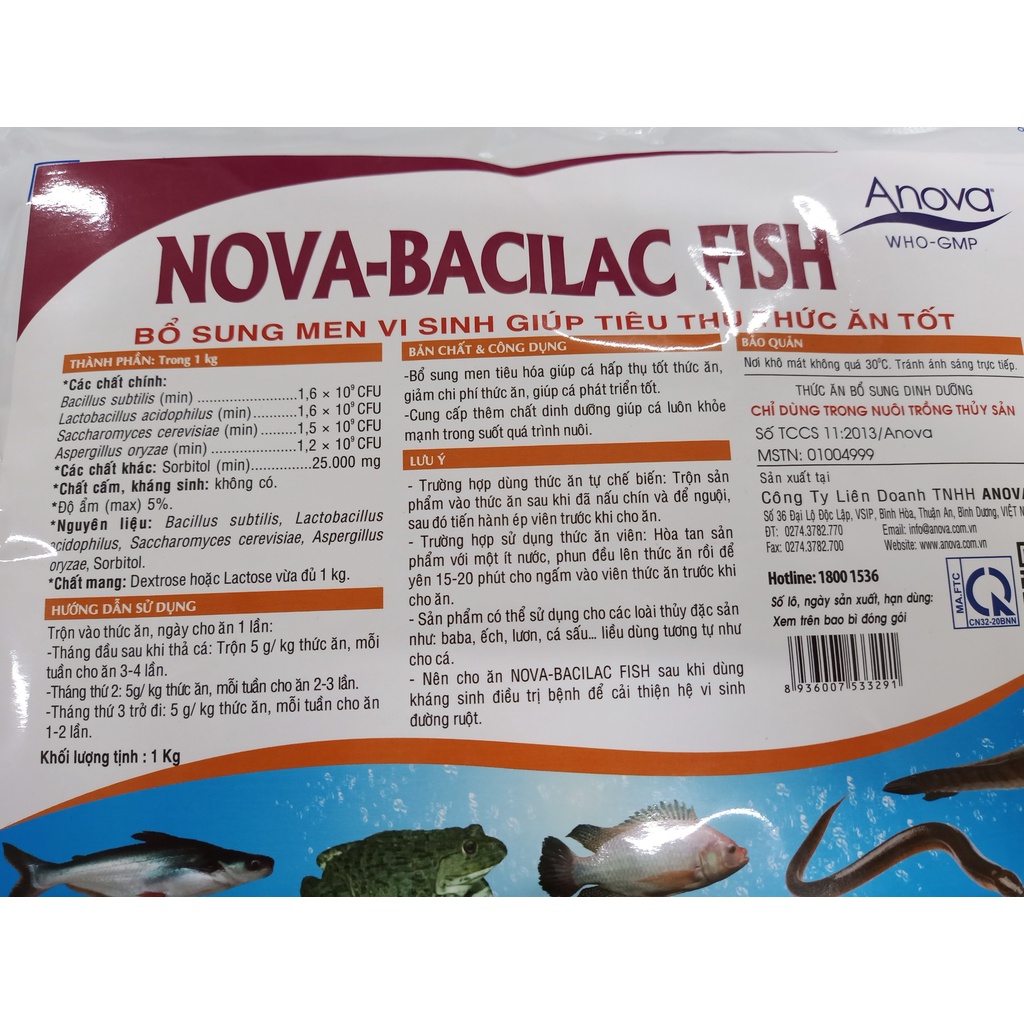 Anova
WHO-GMP
NOVA-BACILAC FISH
BỔ SUNG MEN VI SINH GIÚP TIÊU THỤ THỨC ĂN TỐT
THÀNH PHẦN: Trong 1 kg
*Các chất chính:
Bacillus subtilis (min) ......................1,6 × 10⁹ CFU
Lactobacillus acidophilus (min)..........1,6 × 10⁹ CFU
Saccharomyces cerevisiae (min).........1,5 × 10⁹ CFU
Aspergillus oryzae (min) ....................1,2 × 10⁹ CFU
*Các chất khác: Sorbitol (min)..............25.000 mg
*Chất cấm, kháng sinh: không có.
*Độ ẩm (max) 5%.
*Nguyên liệu: Bacillus subtilis, Lactobacillus
acidophilus, Saccharomyces cerevisiae, Aspergillus
oryzae, Sorbitol.
*Chất mang: Dextrose hoặc Lactose vừa đủ 1 kg.
HƯỚNG DẪN SỬ DỤNG
Trộn vào thức ăn, ngày cho ăn 1 lần:
-Tháng đầu sau khi thả cá: Trộn 5 g/ kg thức ăn, mỗi
tuần cho ăn 3-4 lần.
-Tháng thứ 2: 5g/ kg thức ăn, mỗi tuần cho ăn 2-3 lần.
-Tháng thứ 3 trở đi: 5 g/ kg thức ăn, mỗi tuần cho ăn
1-2 lần.
Khối lượng tịnh : 1 Kg
BẢN CHẤT & CÔNG DỤNG
-Bổ sung men tiêu hóa giúp cá hấp thụ tốt thức ăn,
giảm chi phí thức ăn, giúp cá phát triển tốt.
-Cung cấp thêm chất dinh dưỡng giúp cá luôn khỏe
mạnh trong suốt quá trình nuôi.
LƯU Ý
- Trường hợp dùng thức ăn tự chế biến: Trộn sản
phẩm vào thức ăn sau khi đã nấu chín và để nguội,
sau đó tiến hành ép viên trước khi cho ăn.
- Trường hợp sử dụng thức ăn viên: Hòa tan sản
phẩm với một ít nước, phun đều lên thức ăn rồi để
yên 15-20 phút cho ngấm vào viên thức ăn trước khi
cho ăn.
- Sản phẩm có thể sử dụng cho các loài thủy đặc sản
như: baba, ếch, lươn, cá sấu... liều dùng tương tự như
cho cá.
- Nên cho ăn NOVA-BACILAC FISH sau khi dùng
kháng sinh điều trị bệnh để cải thiện hệ vi sinh
đường ruột.
BẢO QUẢN
Nơi khô mát không quá 30⁰C. Tránh ánh sáng trực tiếp.
THỨC ĂN BỔ SUNG DINH DƯỠNG
CHỈ DÙNG TRONG NUÔI TRỒNG THỦY SẢN
Số TCCS 11:2013/Anova
MSTN: 01004999
Sản xuất tại
Công Ty Liên Doanh TNHH ANOVA
Số 36 Đại Lộ Độc Lập, VSIP, Bình Hòa, Thuận An, Bình Dương, VIỆT N
ĐT: 0274.3782.770 Email: info@anova.com.vn
Fax: 0274.3782.700 Website: www.anova.com.vn
Hotline: 1800 1536
Số lô, ngày sản xuất, hạn dùng:
Xem trên bao bì đóng gói
MA.FTC
CN32-20BNN
8 936007 533291